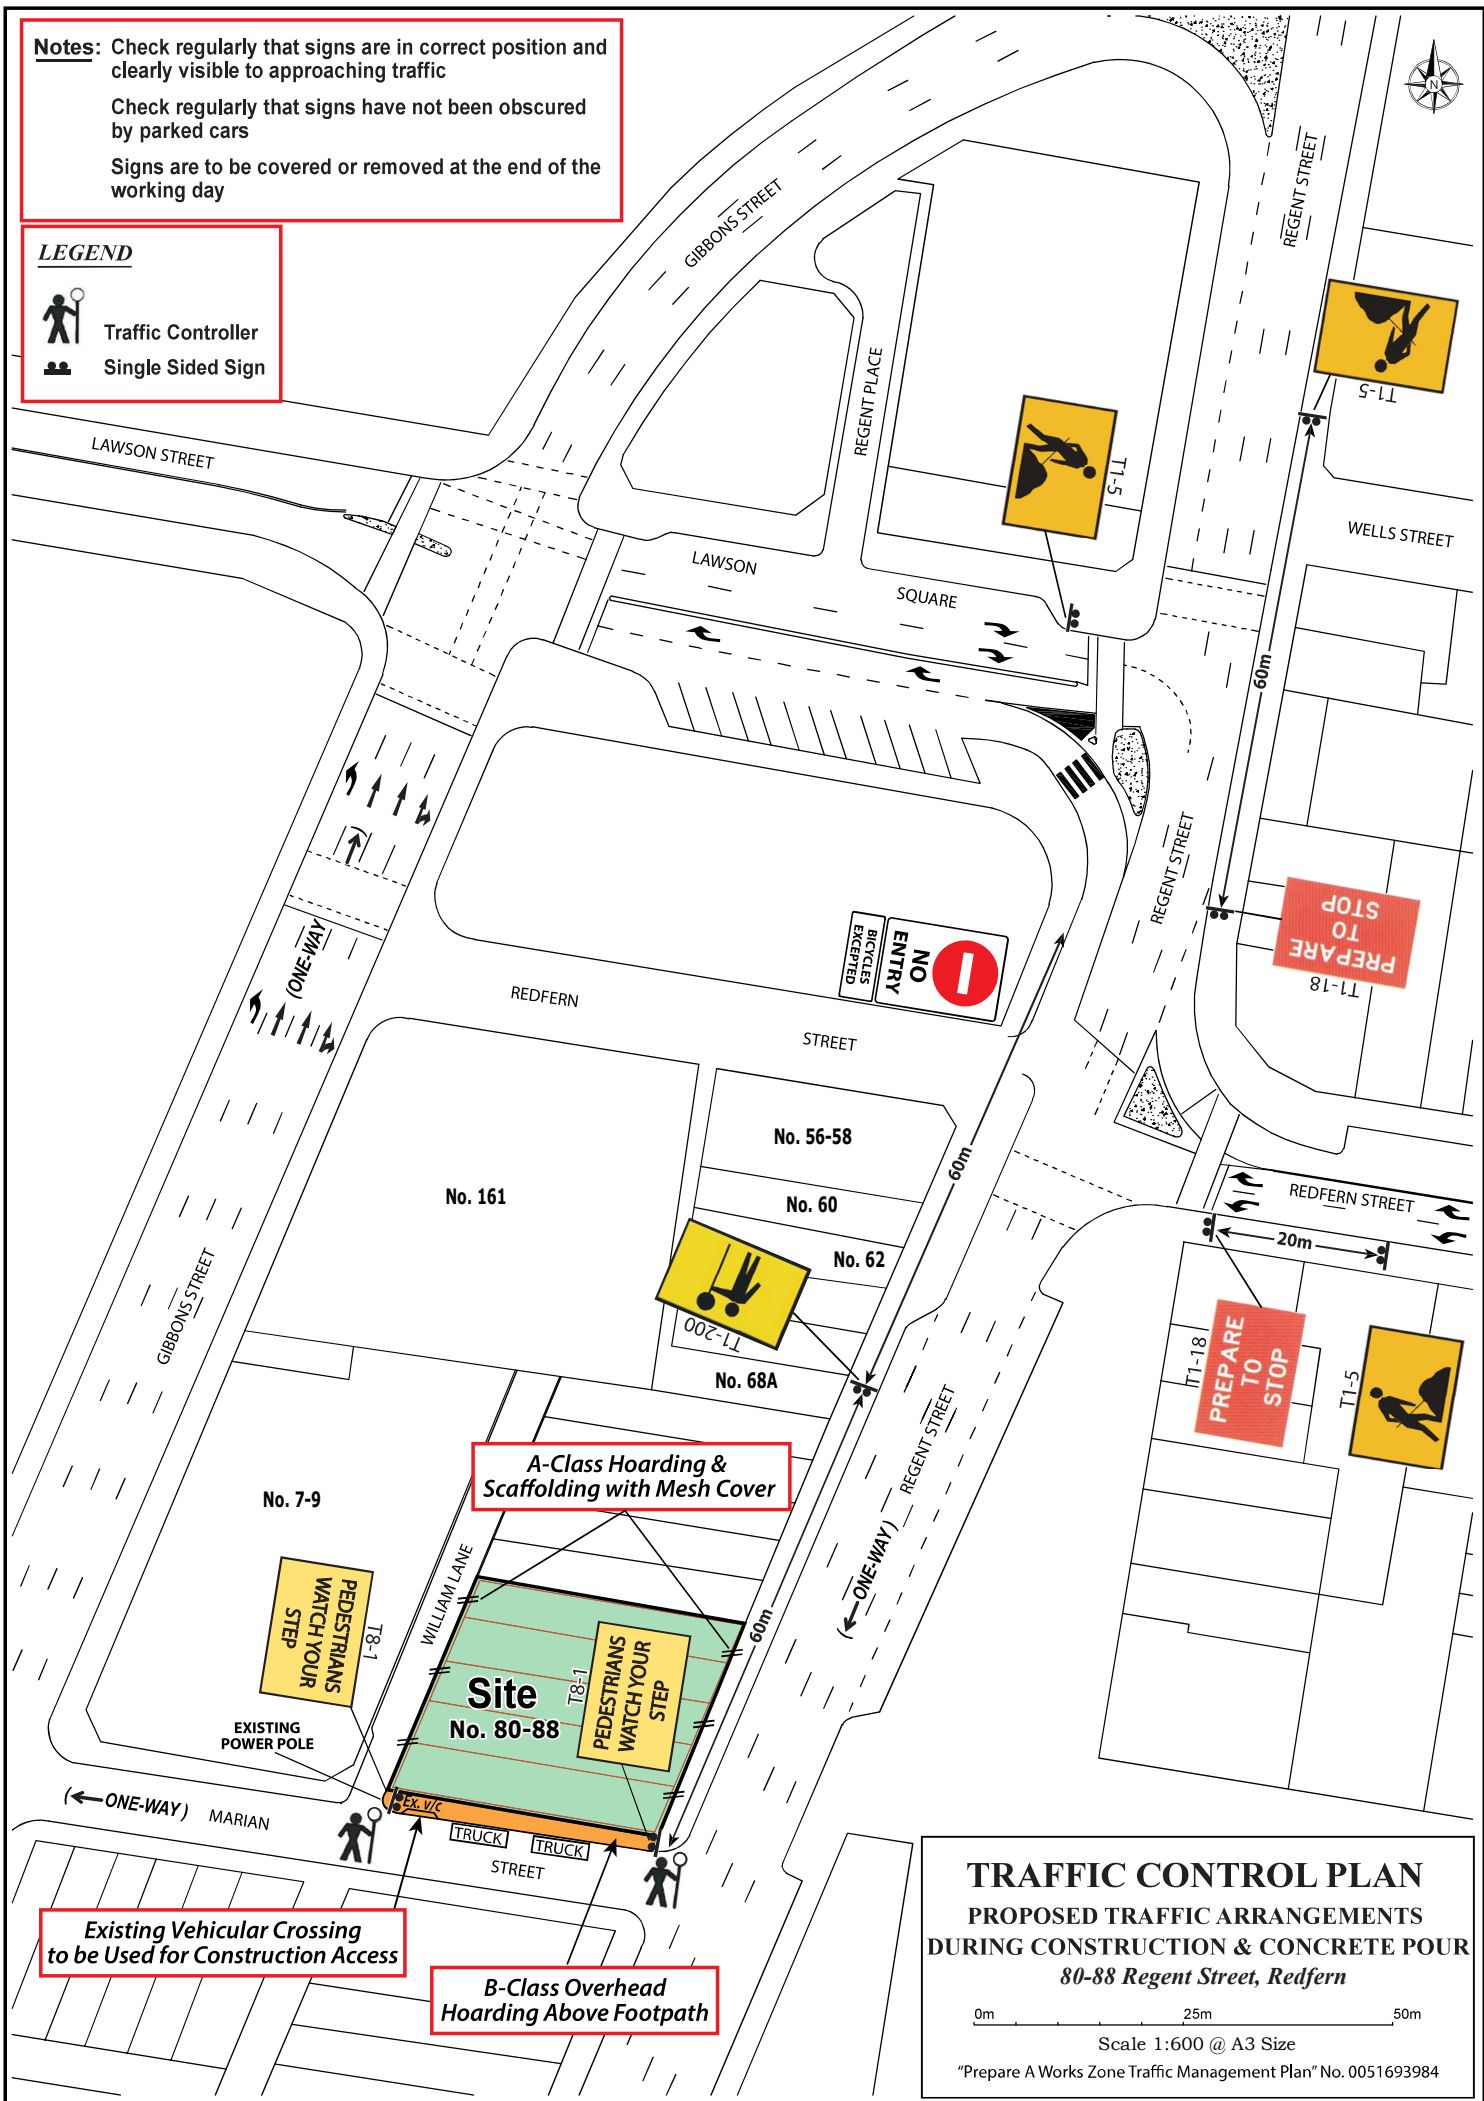 Notes: Check regularly that signs are in correct position and
clearly visible to approaching traffic
Check regularly that signs have not been obscured
by parked cars
Signs are to be covered or removed at the end of the
working day
LEGEND
Traffic Controller
Single Sided Sign
N
GIBBONS STREET
REGENT STREET
T1-5
REGENT PLACE
T1-5
LAWSON STREET
WELLS STREET
LAWSON
SQUARE
60m
REGENT STREET
PREPARE
TO
STOP
T1-18
(ONE-WAY
NO
ENTRY
BICYCLES
EXCEPTED
REDFERN
STREET
No. 56-58
60m
No. 161
No. 60
REDFERN STREET
No. 62
20m
GIBBONS STREET
T1-200
T1-18
PREPARE
TO
STOP
T1-5
No. 68A
REGENT STREET
A-Class Hoarding &
Scaffolding with Mesh Cover
No. 7-9
(ONE-WAY)
WILLIAM LANE
60m
PEDESTRIANS
WATCH YOUR
STEP
T8-1
Site
No. 80-88
T8-1
PEDESTRIANS
WATCH YOUR
STEP
EXISTING
POWER POLE
Ex. v/c
(ONE-WAY) MARIAN
TRUCK
TRUCK
STREET
Existing Vehicular Crossing
to be Used for Construction Access
B-Class Overhead
Hoarding Above Footpath
TRAFFIC CONTROL PLAN
PROPOSED TRAFFIC ARRANGEMENTS
DURING CONSTRUCTION & CONCRETE POUR
80-88 Regent Street, Redfern
0m 25m 50m
Scale 1:600 @ A3 Size
"Prepare A Works Zone Traffic Management Plan" No. 0051693984